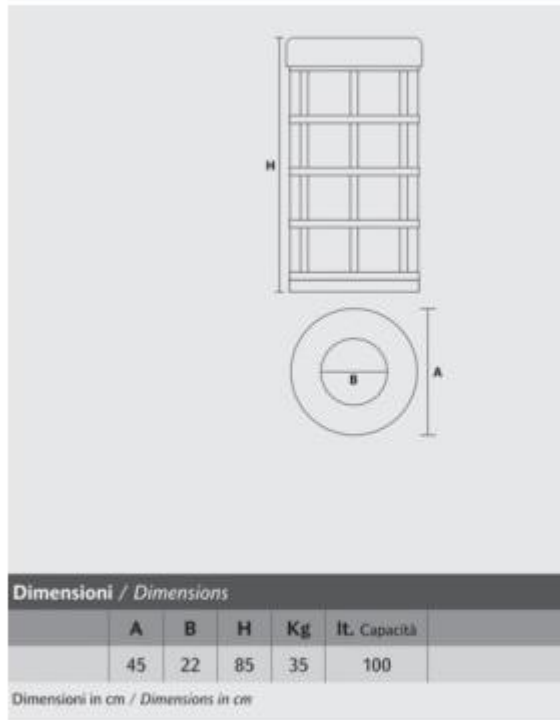 H
B
A
Dimensioni / Dimensions
A B H Kg lt. Capacità
45 22 85 35 100
Dimensioni in cm / Dimensions in cm